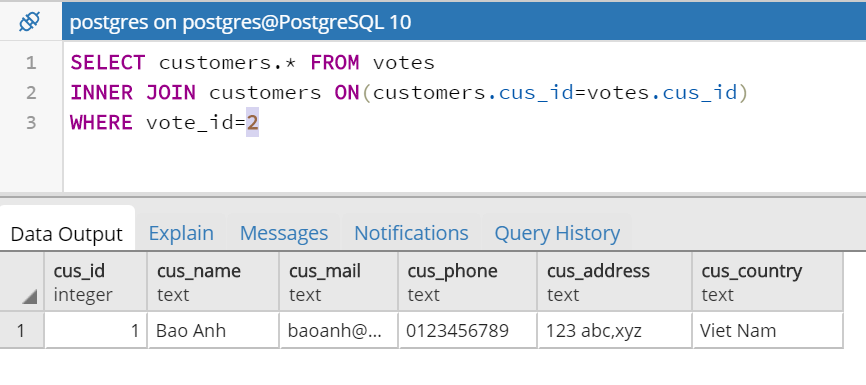 postgres on postgres@PostgreSQL 10
1 SELECT customers.* FROM votes
2 INNER JOIN customers ON(customers.cus_id=votes.cus_id)
3 WHERE vote_id=2
Data Output Explain Messages Notifications Query History
cus_id cus_name cus_mail cus_phone cus_address cus_country
integer text text text text text
1 1 Bao Anh baoanh@... 0123456789 123 abc,xyz Viet Nam